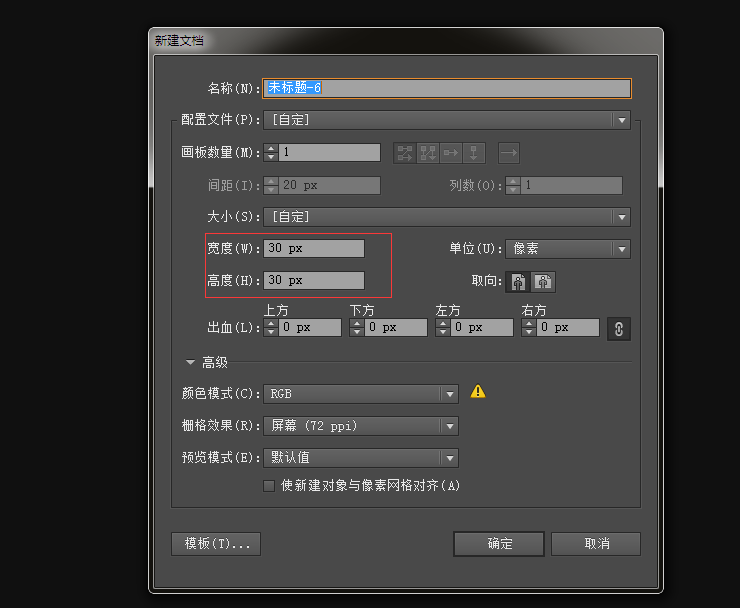 新建文档
名称(N): 未标题-6
配置文件(P): [自定]
画板数量(M): 1
间距(I): 20 px 列数(O): 1
大小(S): [自定]
宽度(W): 30 px 单位(U): 像素
高度(H): 30 px 取向:
上方 下方 左方 右方
出血(L): 0 px 0 px 0 px 0 px
高级
颜色模式(C): RGB
栅格效果(R): 屏幕 (72 ppi)
预览模式(E): 默认值
使新建对象与像素网格对齐(A)
模板(T)... 确定 取消